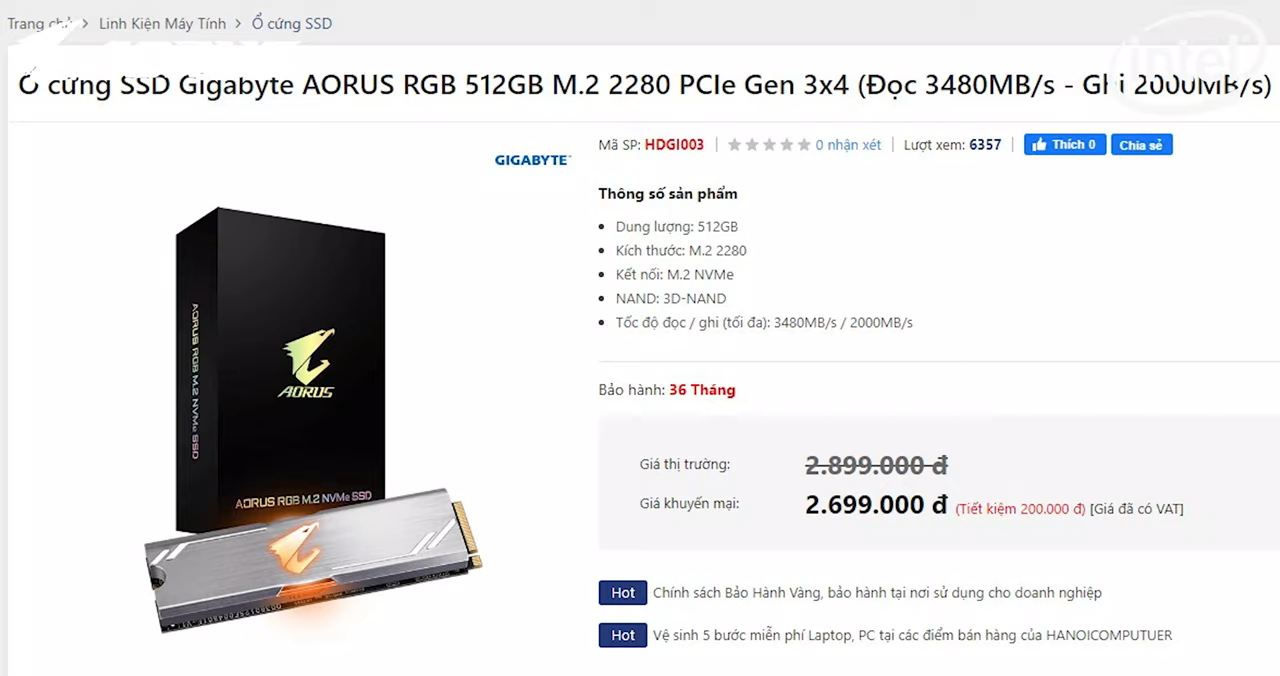 Trang chủ > Linh Kiện Máy Tính > Ổ cứng SSD
intel
Ổ cứng SSD Gigabyte AORUS RGB 512GB M.2 2280 PCIe Gen 3x4 (Đọc 3480MB/s - Ghi 2000MB/s)
GIGABYTE
Mã SP: HDGI003 | 0 nhận xét | Lượt xem: 6357 | Thích 0 Chia sẻ
Thông số sản phẩm
Dung lượng: 512GB
Kích thước: M.2 2280
Kết nối: M.2 NVMe
NAND: 3D-NAND
Tốc độ đọc / ghi (tối đa): 3480MB/s / 2000MB/s
AORUS RGB M.2 NVMe SSD
AORUS
AORUS RGB M.2 NVMe SSD
Bảo hành: 36 Tháng
Giá thị trường: 2.899.000 đ
Giá khuyến mại: 2.699.000 đ (Tiết kiệm 200.000 đ) [Giá đã có VAT]
Hot Chính sách Bảo Hành Vàng, bảo hành tại nơi sử dụng cho doanh nghiệp
Hot Vệ sinh 5 bước miễn phí Laptop, PC tại các điểm bán hàng của HANOICOMPUTUER